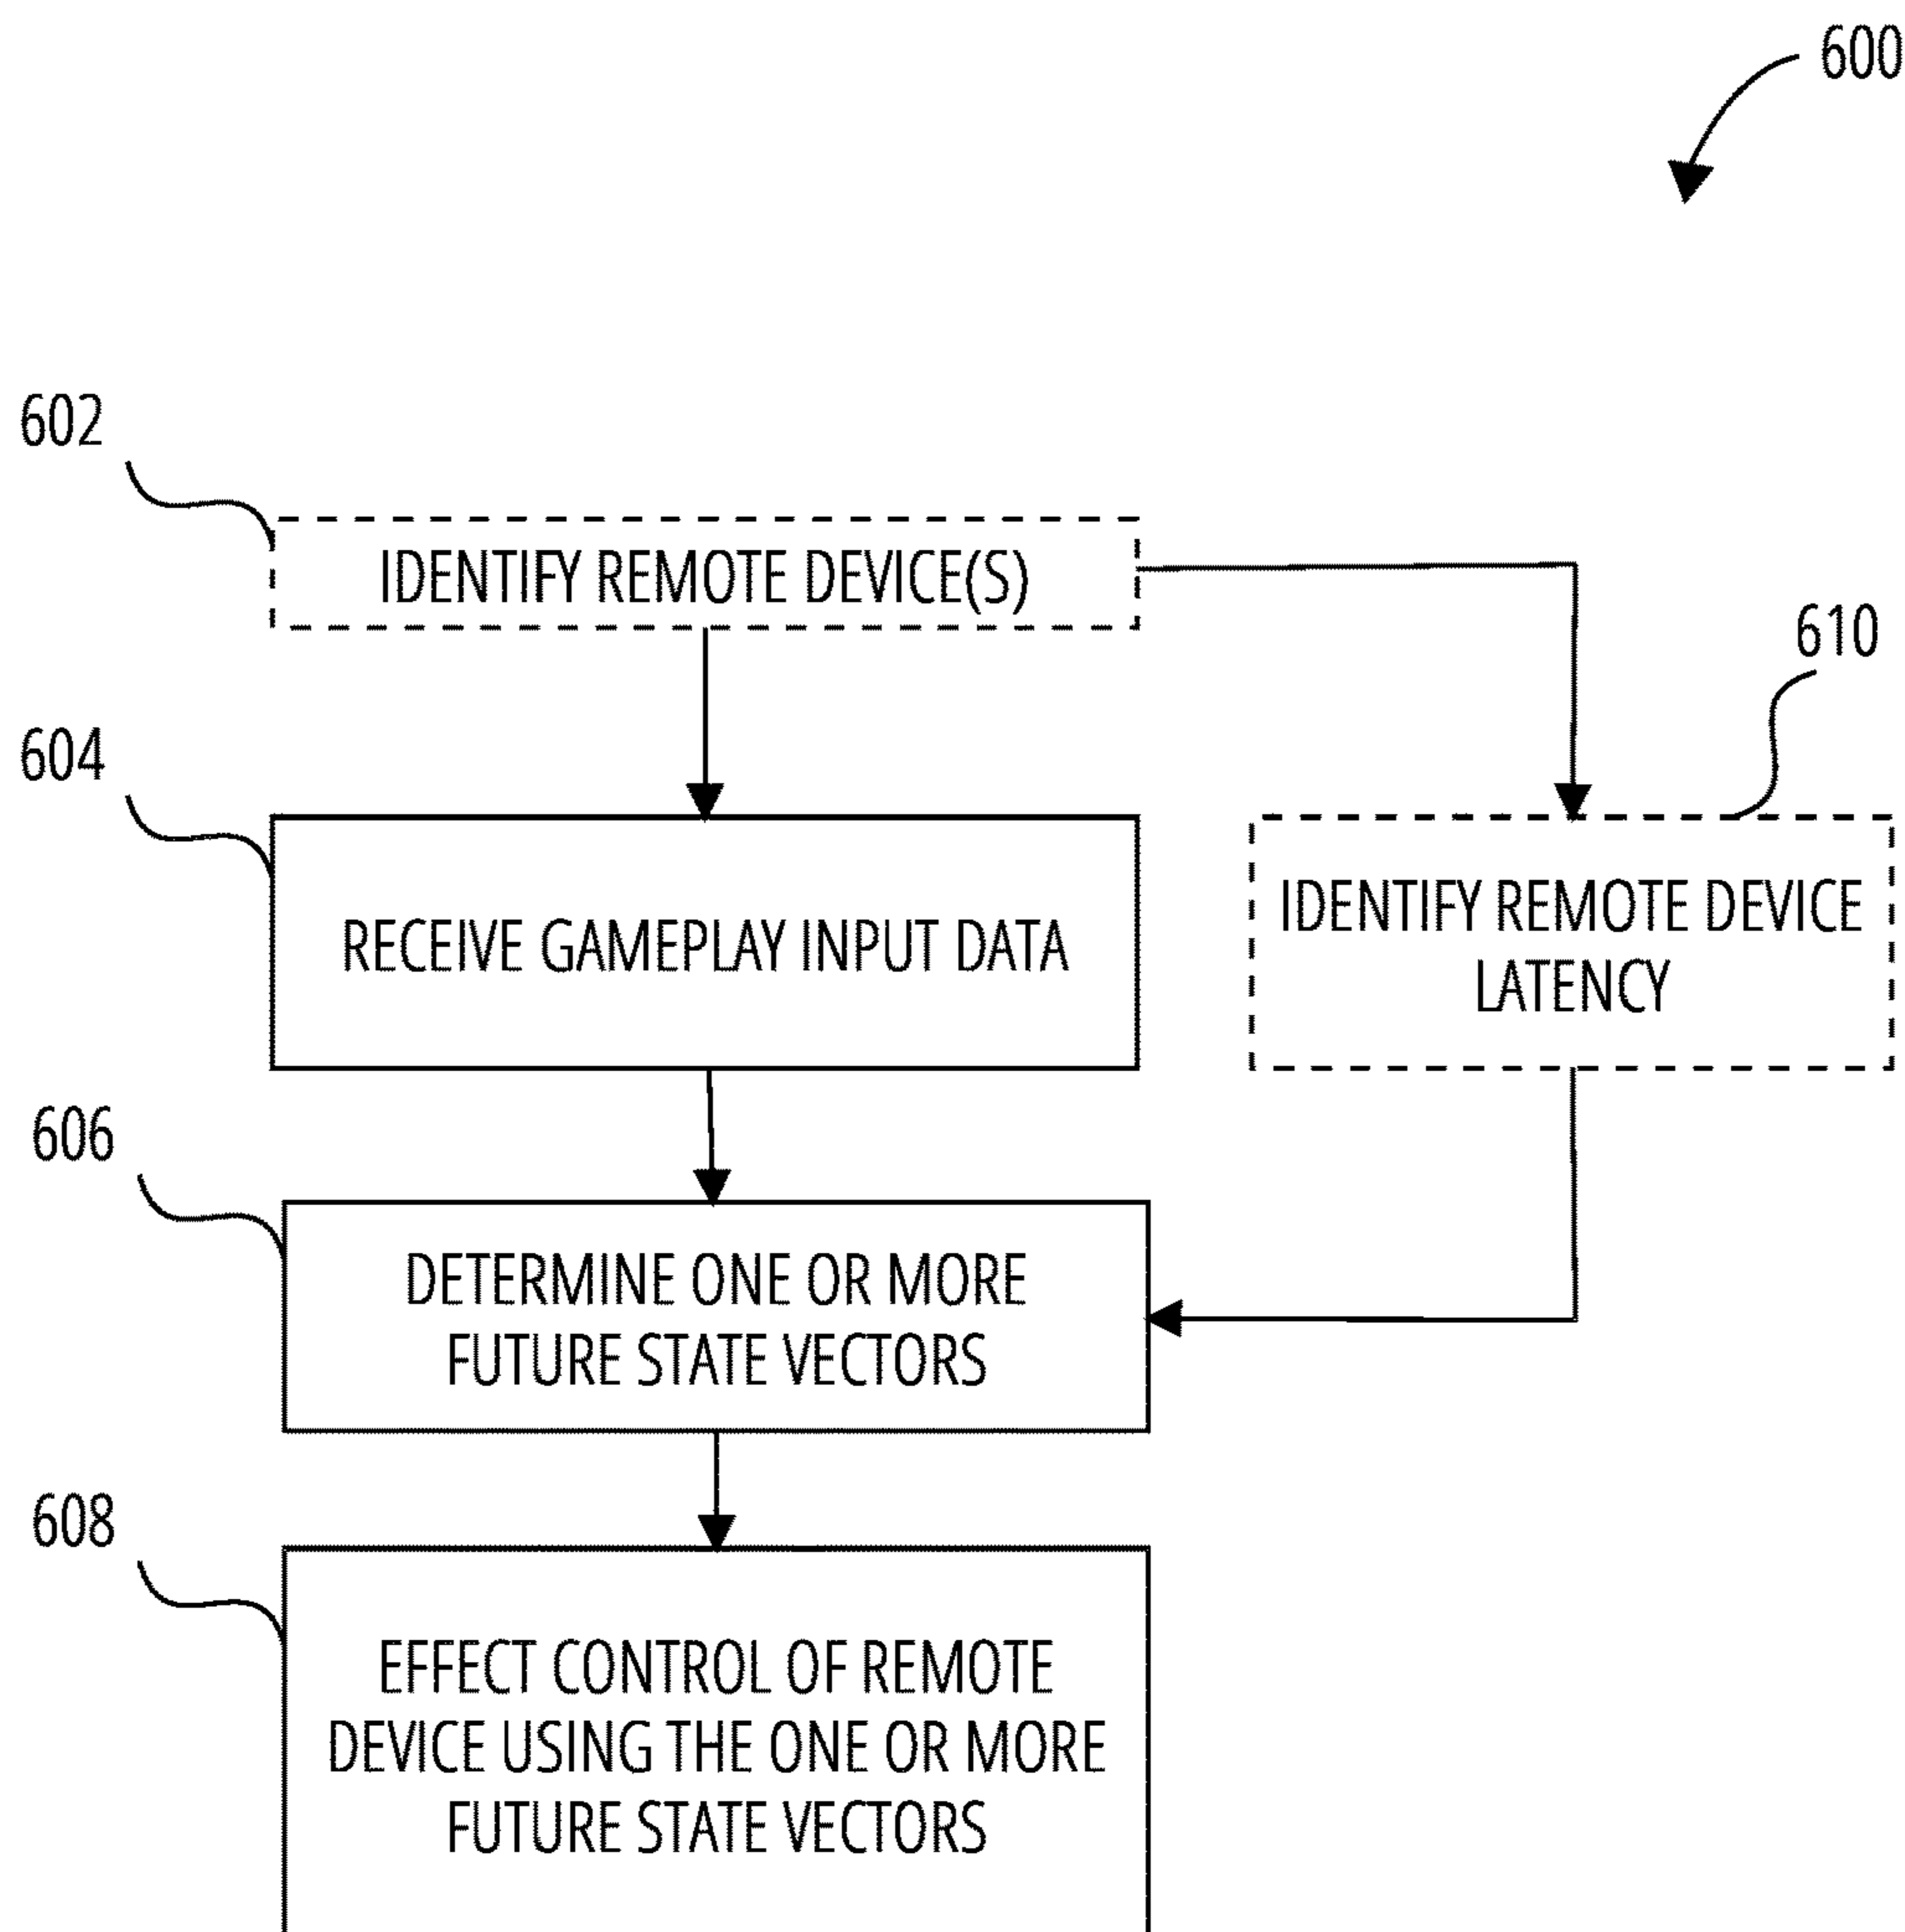 600
602
IDENTIFY REMOTE DEVICE(S)
610
604
RECEIVE GAMEPLAY INPUT DATA
IDENTIFY REMOTE DEVICE
LATENCY
606
DETERMINE ONE OR MORE
FUTURE STATE VECTORS
608
EFFECT CONTROL OF REMOTE
DEVICE USING THE ONE OR MORE
FUTURE STATE VECTORS